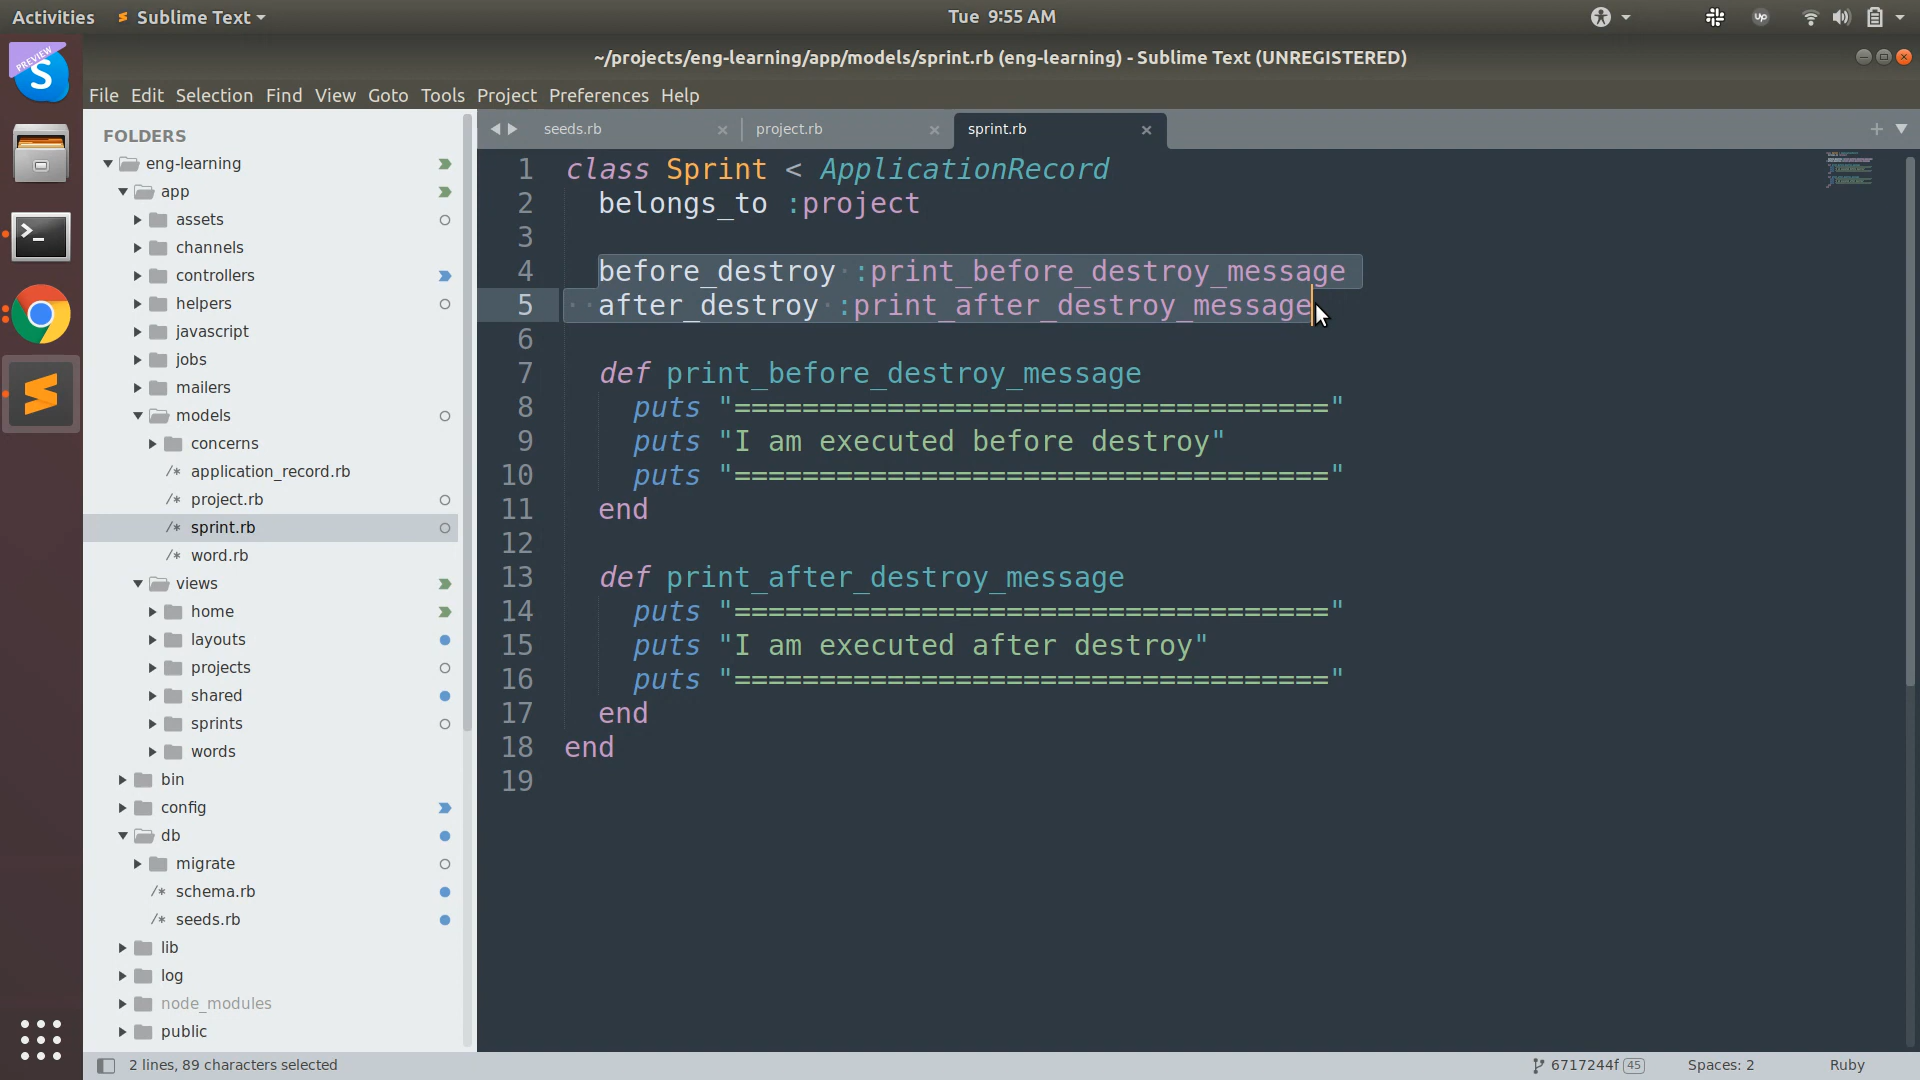 Activities
Sublime Text
Tue 9:55 AM
Up
~/projects/eng-learning/app/models/sprint.rb (eng-learning) - Sublime Text (UNREGISTERED)
PREVIEW
S
File Edit Selection Find View Goto Tools Project Preferences Help
FOLDERS
eng-learning
app
assets
channels
controllers
helpers
javascript
jobs
mailers
models
concerns
/* application_record.rb
/* project.rb
/* sprint.rb
/* word.rb
views
home
layouts
projects
shared
sprints
words
bin
config
db
migrate
/* schema.rb
/* seeds.rb
lib
log
node_modules
public
seeds.rb × project.rb × sprint.rb ×
1 class Sprint < ApplicationRecord
2 belongs_to :project
3
4 before_destroy :print_before_destroy_message
5 after_destroy :print_after_destroy_message
6
7 def print_before_destroy_message
8 puts "==================================="
9 puts "I am executed before destroy"
10 puts "==================================="
11 end
12
13 def print_after_destroy_message
14 puts "==================================="
15 puts "I am executed after destroy"
16 puts "==================================="
17 end
18 end
19
2 lines, 89 characters selected
6717244f 45
Spaces: 2
Ruby